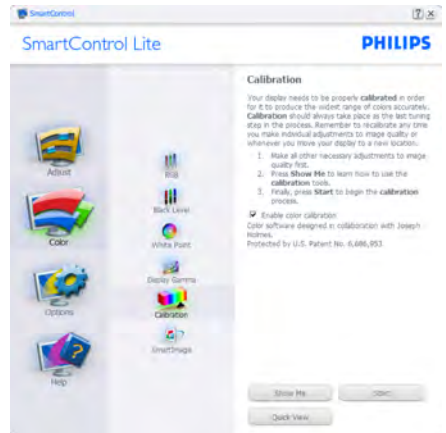 SmartControl
SmartControl Lite
PHILIPS
Adjust
Color
Options
Help
RGB
Black Level
White Point
Display Gamma
Calibration
SmartImage
Calibration
Your display needs to be properly calibrated in order
for it to produce the widest range of colors accurately.
Calibration should always take place as the last tuning
step in the process. Remember to recalibrate any time
you make individual adjustments to image quality or
whenever you move your display to a new location.
1. Make all other necessary adjustments to image
quality first.
2. Press Show Me to learn how to use the
calibration tools.
3. Finally, press Start to begin the calibration
process.
Enable color calibration
Color software designed in collaboration with Joseph
Holmes.
Protected by U.S. Patent No. 6,686,953
Show Me
Start
Quick View